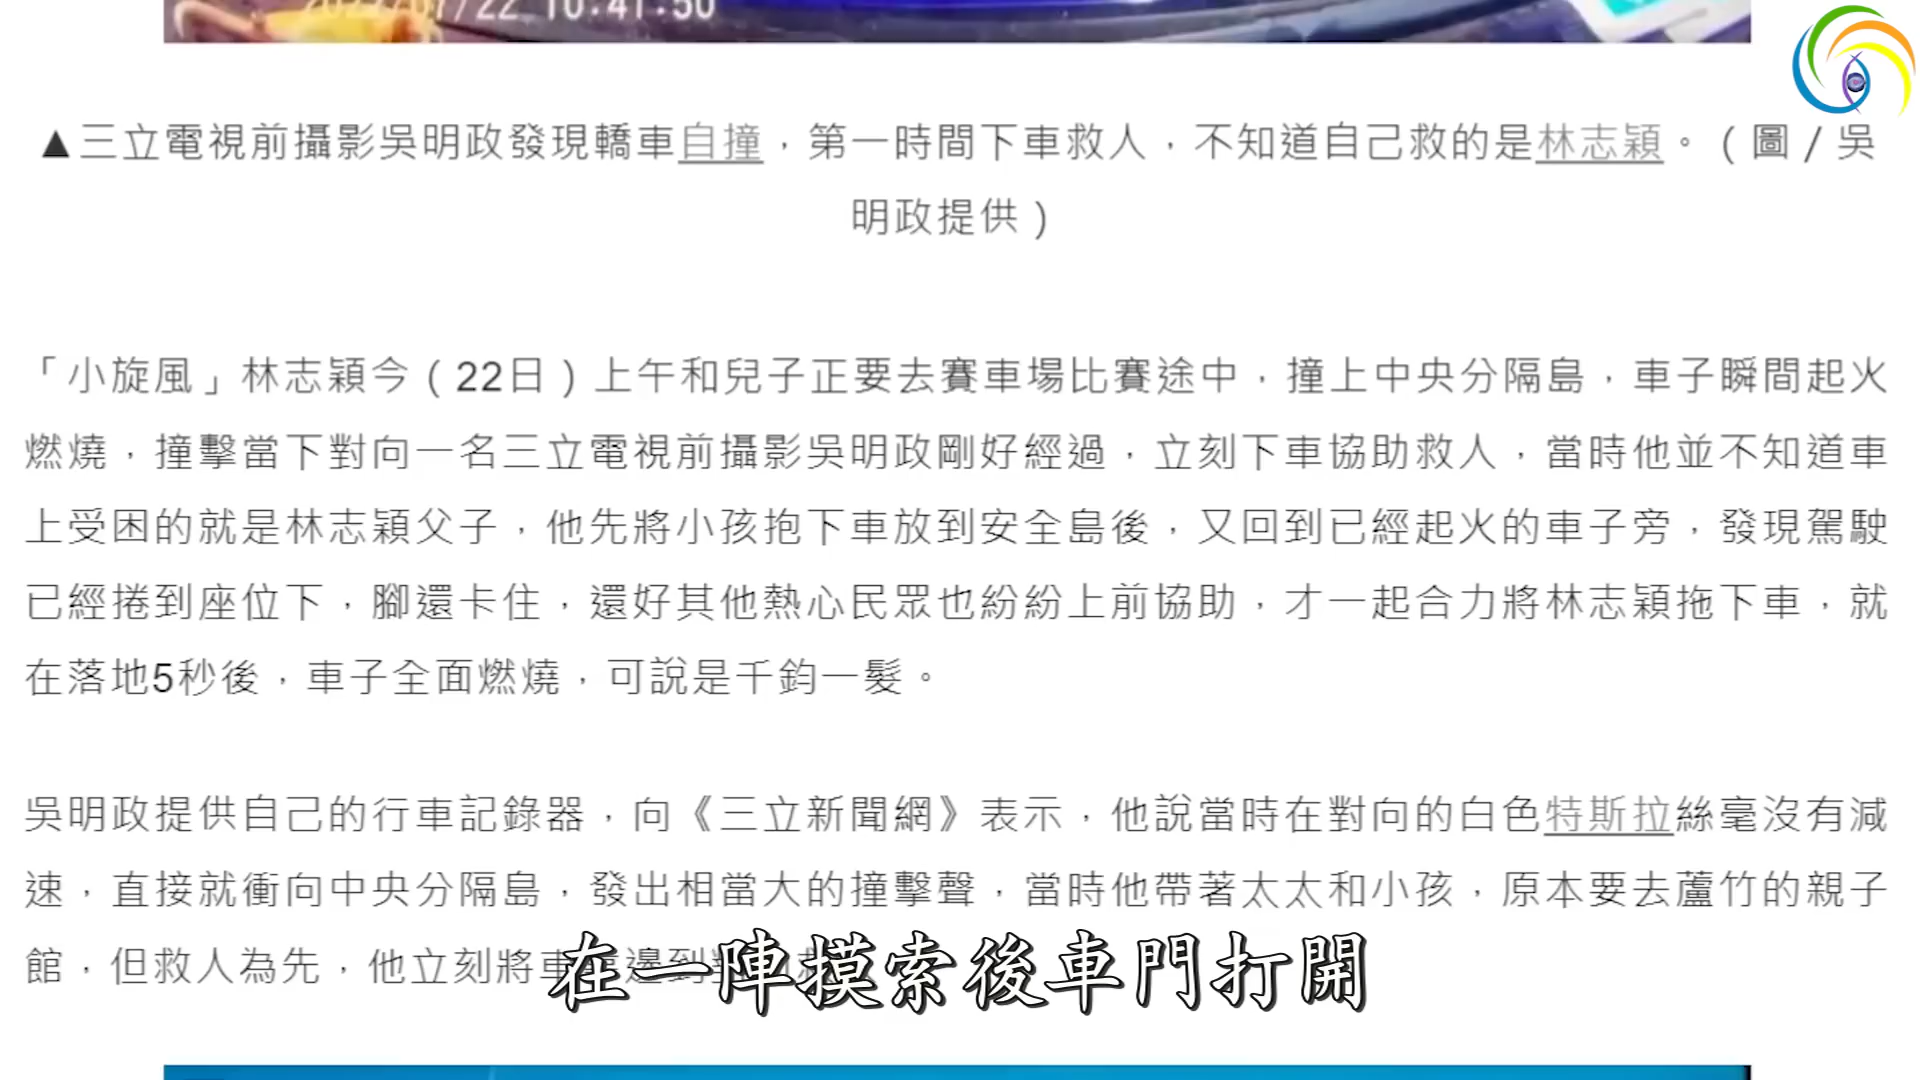 10:47:50
▲三立電視前攝影吳明政發現轎車自撞，第一時間下車救人，不知道自己救的是林志穎。（圖／吳
明政提供）
「小旋風」林志穎今（22日）上午和兒子正要去賽車場比賽途中，撞上中央分隔島，車子瞬間起火
燃燒，撞擊當下對向一名三立電視前攝影吳明政剛好經過，立刻下車協助救人，當時他並不知道車
上受困的就是林志穎父子，他先將小孩抱下車放到安全島後，又回到已經起火的車子旁，發現駕駛
已經捲到座位下，腳還卡住，還好其他熱心民眾也紛紛上前協助，才一起合力將林志穎拖下車，就
在落地5秒後，車子全面燃燒，可說是千鈞一髮。
吳明政提供自己的行車記錄器，向《三立新聞網》表示，他說當時在對向的白色特斯拉絲毫沒有減
速，直接就衝向中央分隔島，發出相當大的撞擊聲，當時他帶著太太和小孩，原本要去蘆竹的親子
館，但救人為先，他立刻將車
在一陣摸索後車門打開